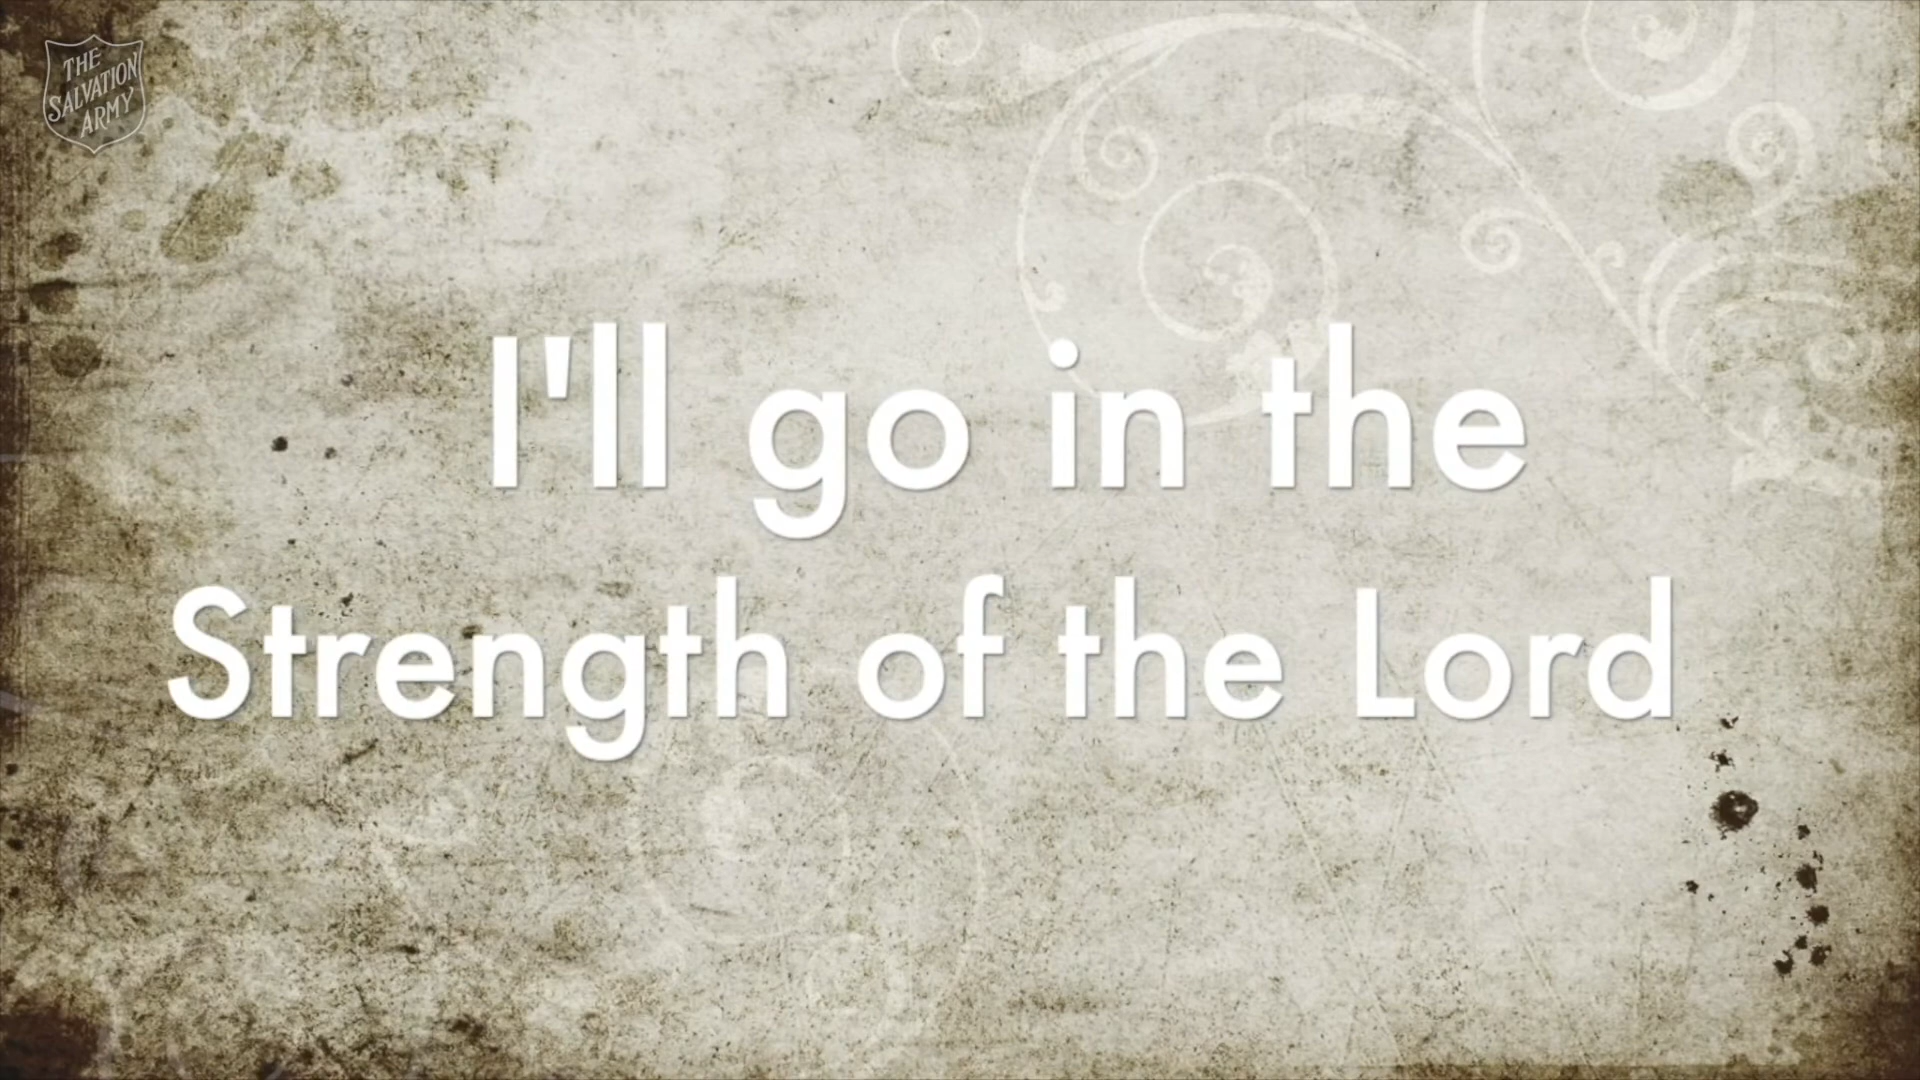 THE
SALVATION
ARMY
I'll go in the
Strength of the Lord